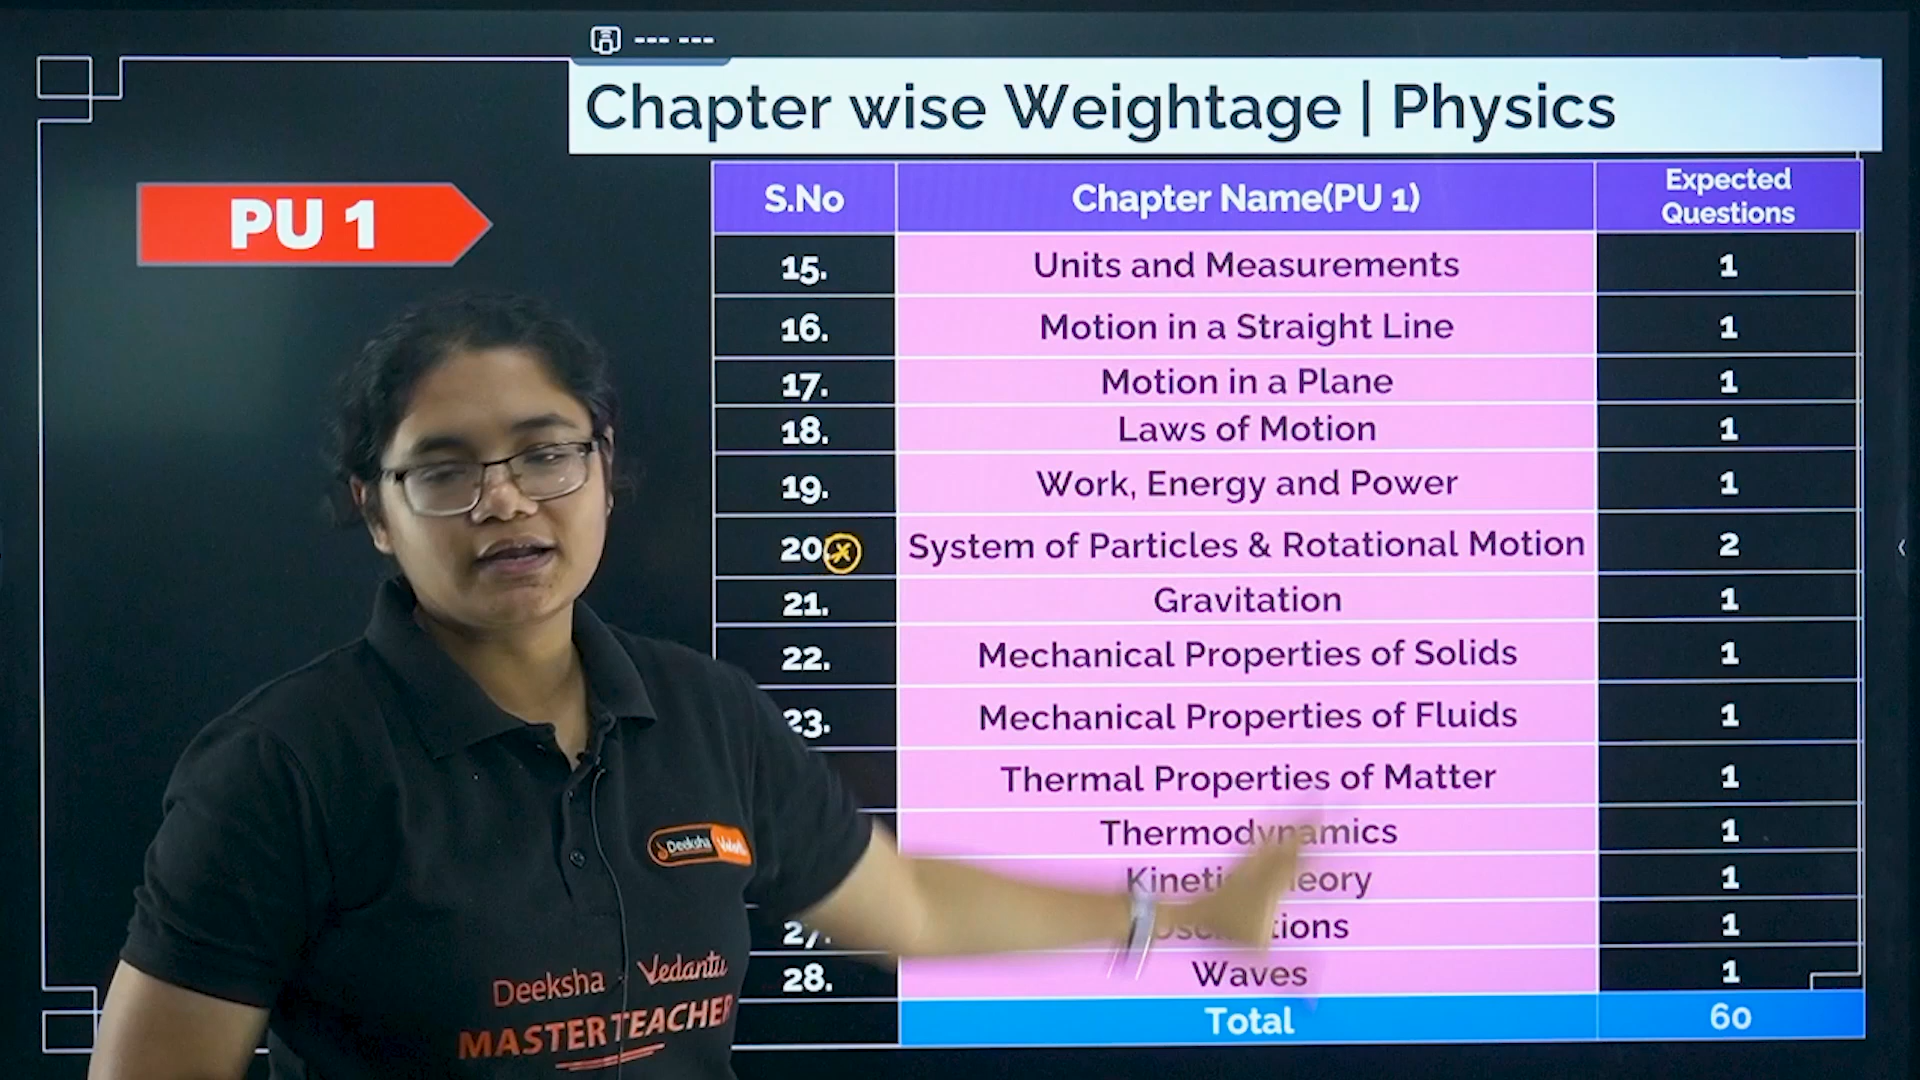 --- ---
Chapter wise Weightage | Physics
PU 1
S.No Chapter Name(PU 1) Expected Questions
15. Units and Measurements 1
16. Motion in a Straight Line 1
17. Motion in a Plane 1
18. Laws of Motion 1
19. Work, Energy and Power 1
20 x System of Particles & Rotational Motion 2
21. Gravitation 1
22. Mechanical Properties of Solids 1
23. Mechanical Properties of Fluids 1
Thermal Properties of Matter 1
Thermodynamics 1
1
27. 1
28. Waves 1
Total 60
Deeksha
Deeksha Vedantu
MASTER TEACHER